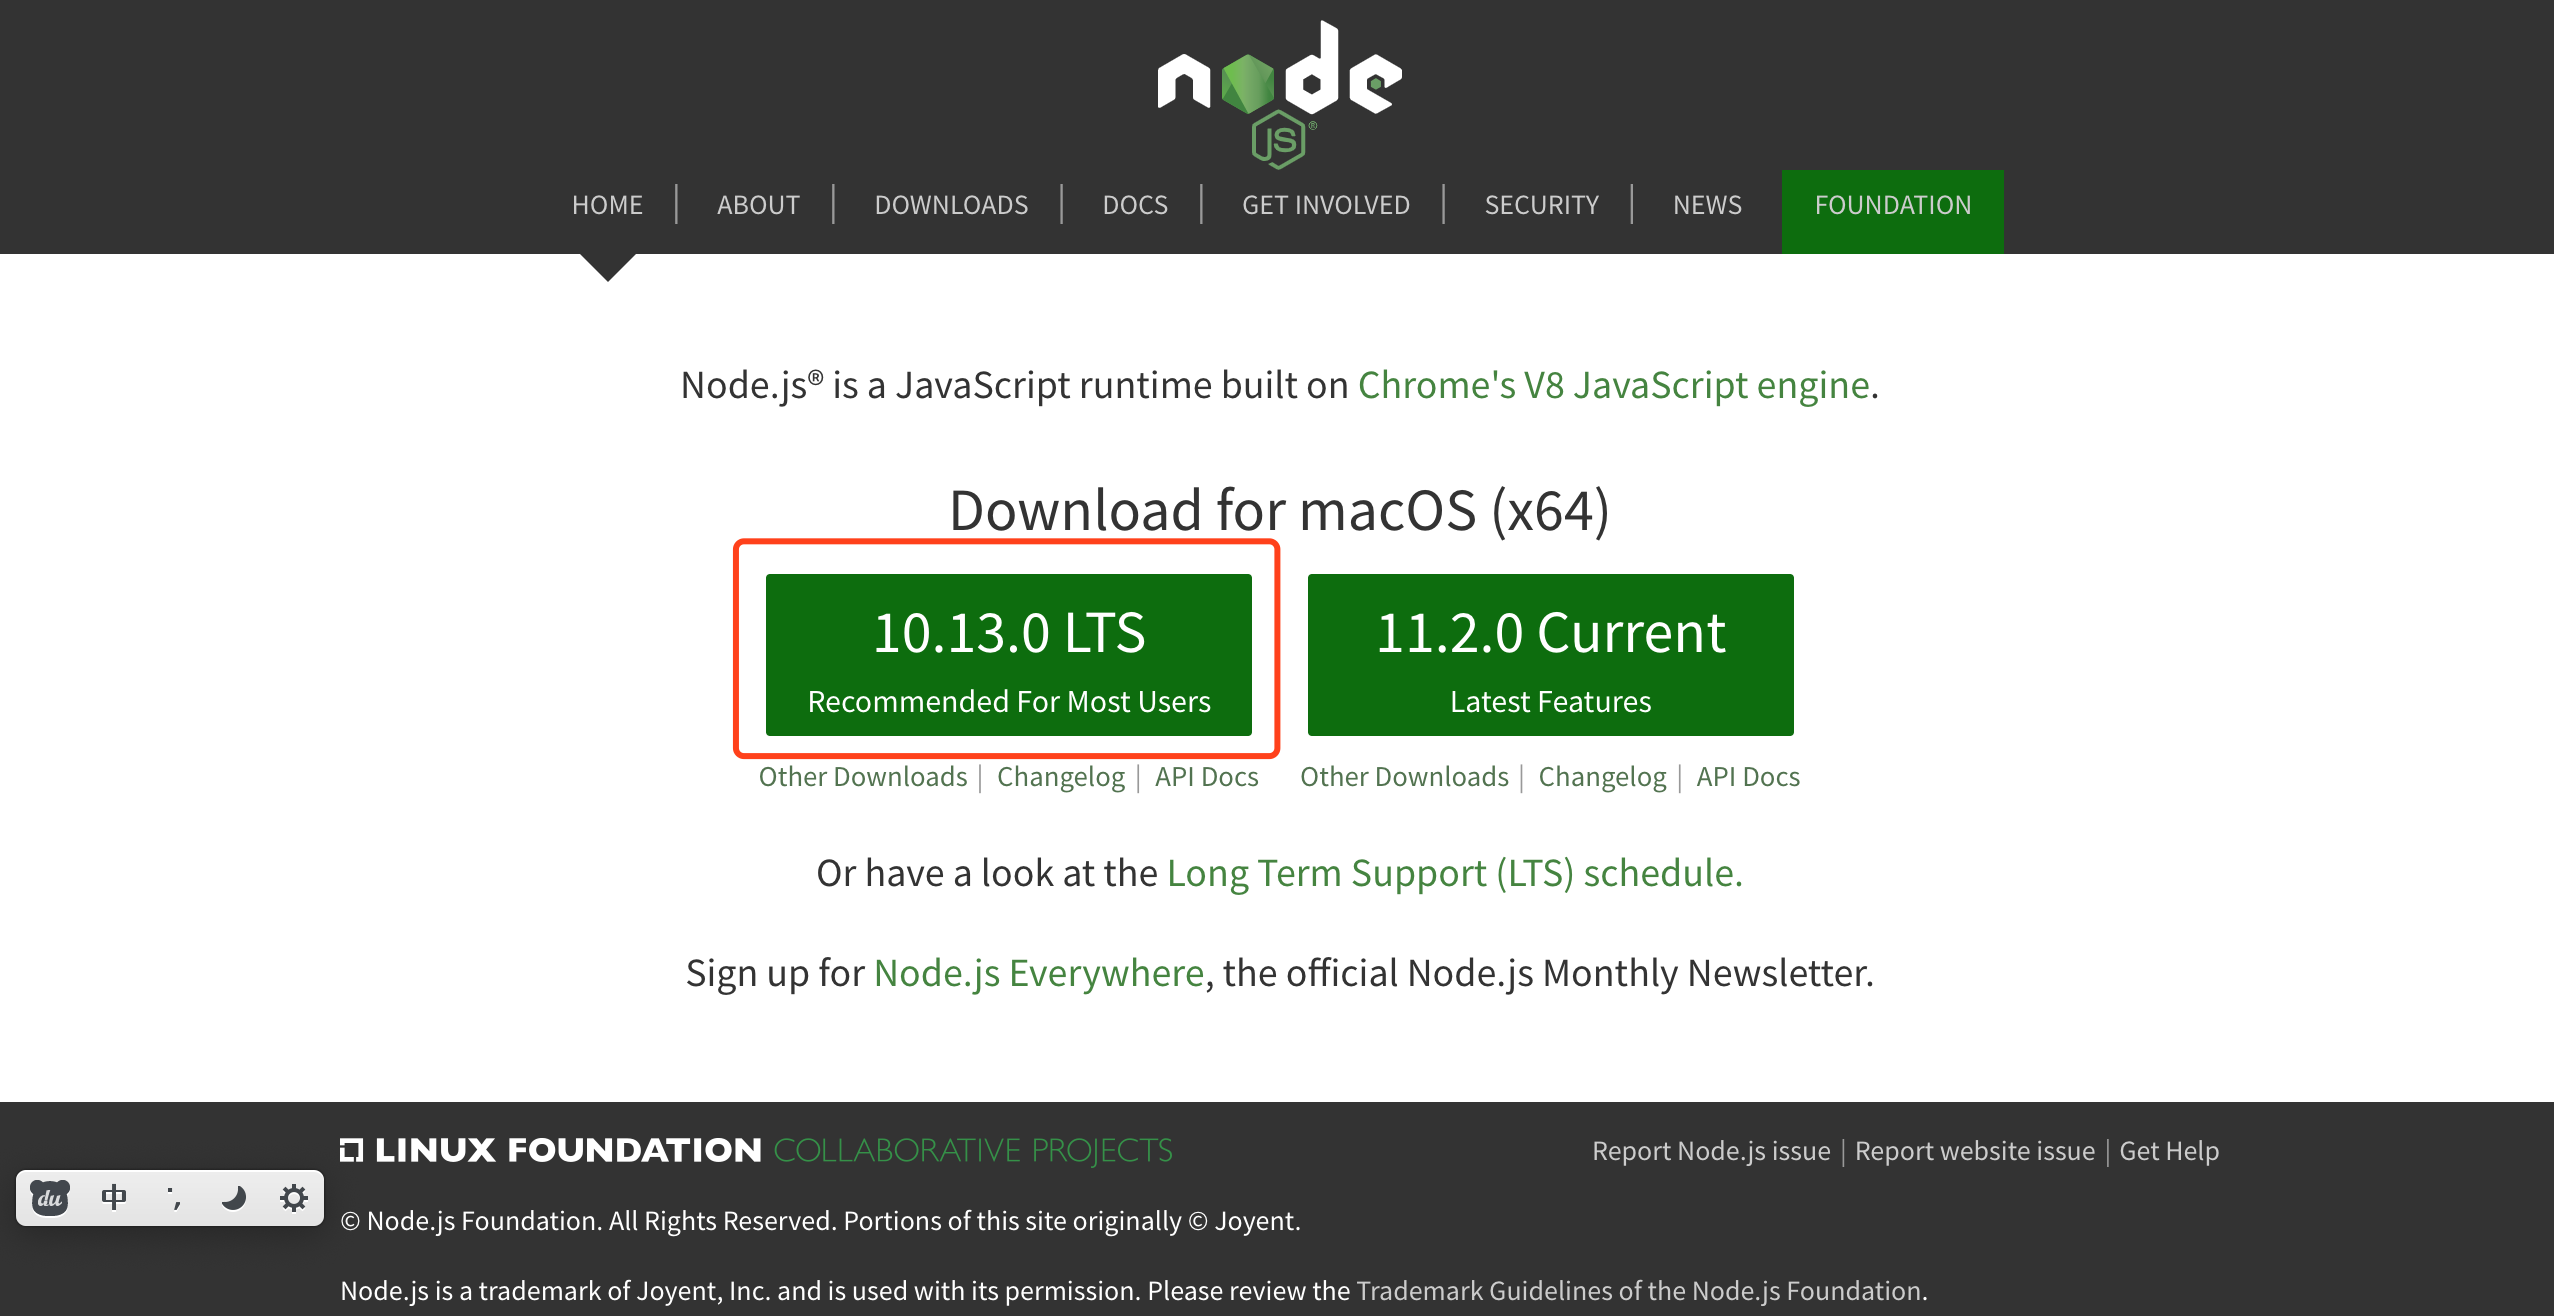 node
JS®
HOME | ABOUT | DOWNLOADS | DOCS | GET INVOLVED | SECURITY | NEWS FOUNDATION
Node.js® is a JavaScript runtime built on Chrome's V8 JavaScript engine.
Download for macOS (x64)
10.13.0 LTS
Recommended For Most Users
11.2.0 Current
Latest Features
Other Downloads | Changelog | API Docs
Other Downloads | Changelog | API Docs
Or have a look at the Long Term Support (LTS) schedule.
Sign up for Node.js Everywhere, the official Node.js Monthly Newsletter.
LINUX FOUNDATION COLLABORATIVE PROJECTS
Report Node.js issue | Report website issue | Get Help
du 中 ·,
© Node.js Foundation. All Rights Reserved. Portions of this site originally © Joyent.
Node.js is a trademark of Joyent, Inc. and is used with its permission. Please review the Trademark Guidelines of the Node.js Foundation.